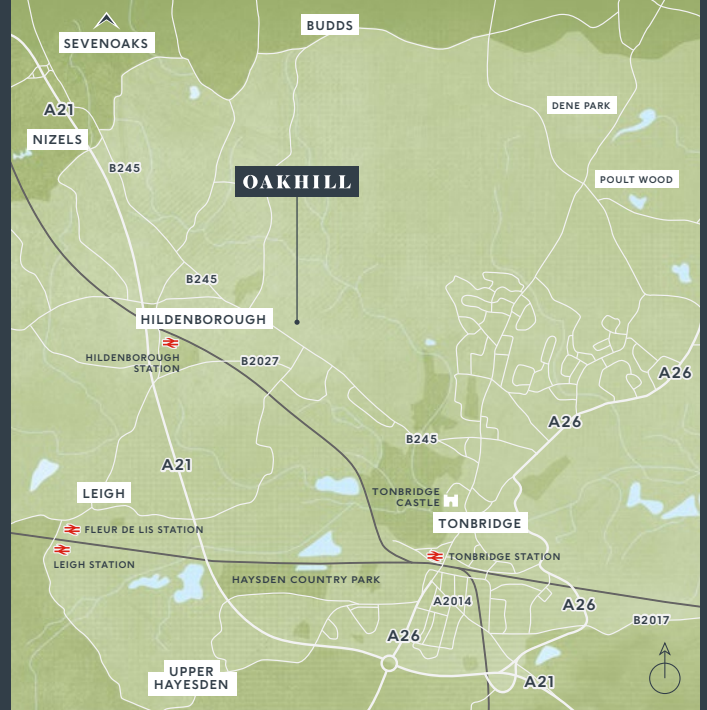 BUDDS
SEVENOAKS
DENE PARK
A21
NIZELS
B245
POULT WOOD
OAKHILL
B245
HILDENBOROUGH
HILDENBOROUGH
STATION
B2027
A26
A26
B245
A21
LEIGH
TONBRIDGE
CASTLE
TONBRIDGE
FLEUR DE LIS STATION
LEIGH STATION
TONBRIDGE STATION
HAYSDEN COUNTRY PARK
A2014
A26
B2017
A26
UPPER
HAYESDEN
A21